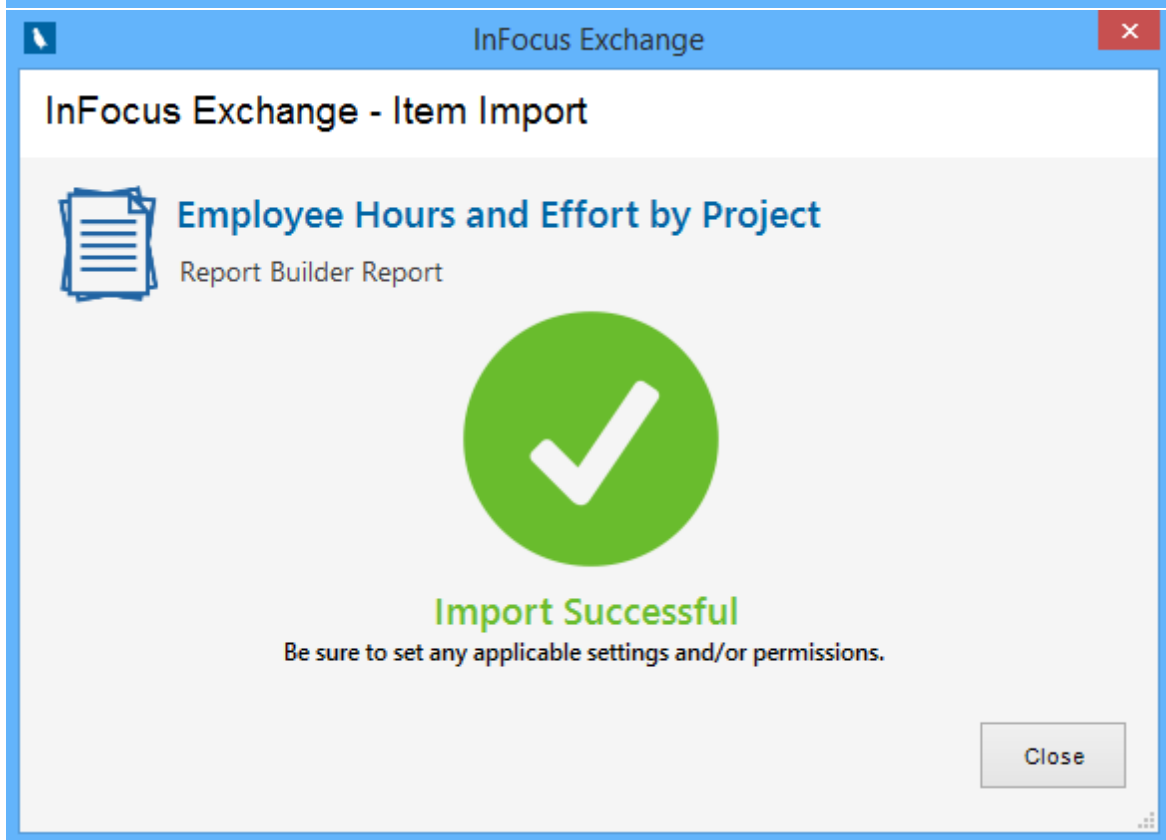 InFocus Exchange
InFocus Exchange - Item Import
Employee Hours and Effort by Project
Report Builder Report
Import Successful
Be sure to set any applicable settings and/or permissions.
Close